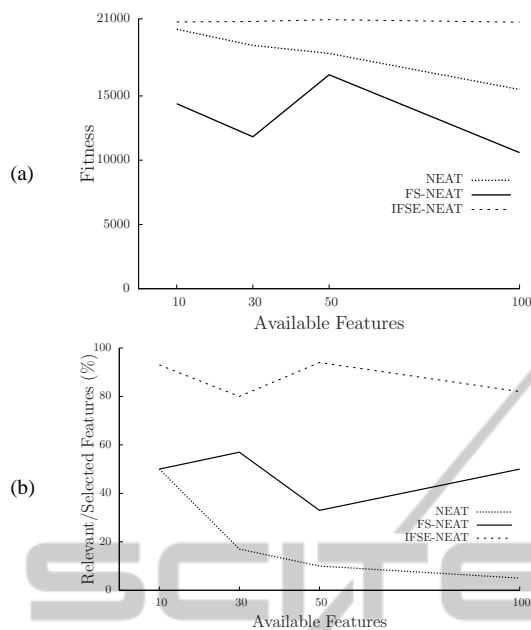 (a)
Fitness
21000
15000
10000
5000
0
NEAT
FS-NEAT
IFSE-NEAT
10 30 50 100
Available Features
(b)
Relevant/Selected Features (%)
100
80
60
40
20
0
NEAT
FS-NEAT
IFSE-NEAT
10 30 50 100
Available Features